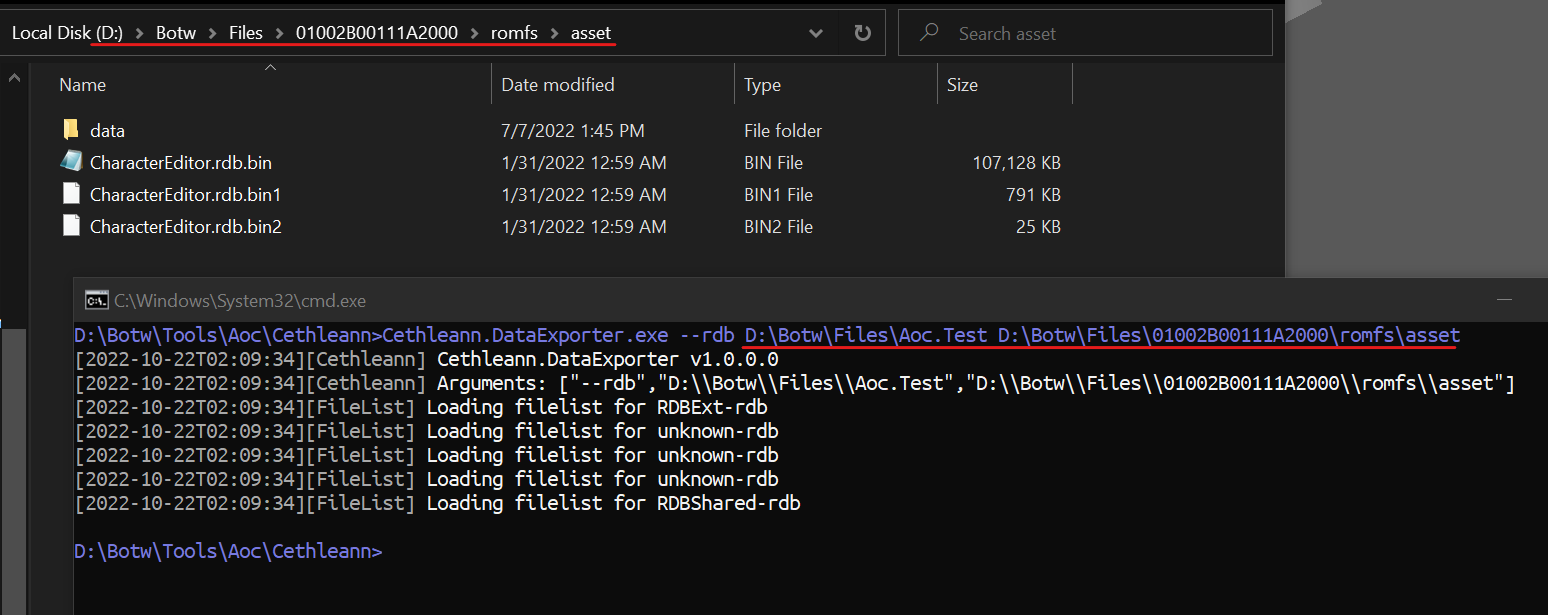 Local Disk (D:) > Botw > Files > 01002B00111A2000 > romfs > asset
Search asset
Name Date modified Type Size
data 7/7/2022 1:45 PM File folder
CharacterEditor.rdb.bin 1/31/2022 12:59 AM BIN File 107,128 KB
CharacterEditor.rdb.bin1 1/31/2022 12:59 AM BIN1 File 791 KB
CharacterEditor.rdb.bin2 1/31/2022 12:59 AM BIN2 File 25 KB
C:\Windows\System32\cmd.exe
D:\Botw\Tools\Aoc\Cethleann>Cethleann.DataExporter.exe --rdb D:\Botw\Files\Aoc.Test D:\Botw\Files\01002B00111A2000\romfs\asset
[2022-10-22T02:09:34][Cethleann] Cethleann.DataExporter v1.0.0.0
[2022-10-22T02:09:34][Cethleann] Arguments: ["--rdb","D:\\Botw\\Files\\Aoc.Test","D:\\Botw\\Files\\01002B00111A2000\\romfs\\asset"]
[2022-10-22T02:09:34][FileList] Loading filelist for RDBExt-rdb
[2022-10-22T02:09:34][FileList] Loading filelist for unknown-rdb
[2022-10-22T02:09:34][FileList] Loading filelist for unknown-rdb
[2022-10-22T02:09:34][FileList] Loading filelist for unknown-rdb
[2022-10-22T02:09:34][FileList] Loading filelist for RDBShared-rdb
D:\Botw\Tools\Aoc\Cethleann>